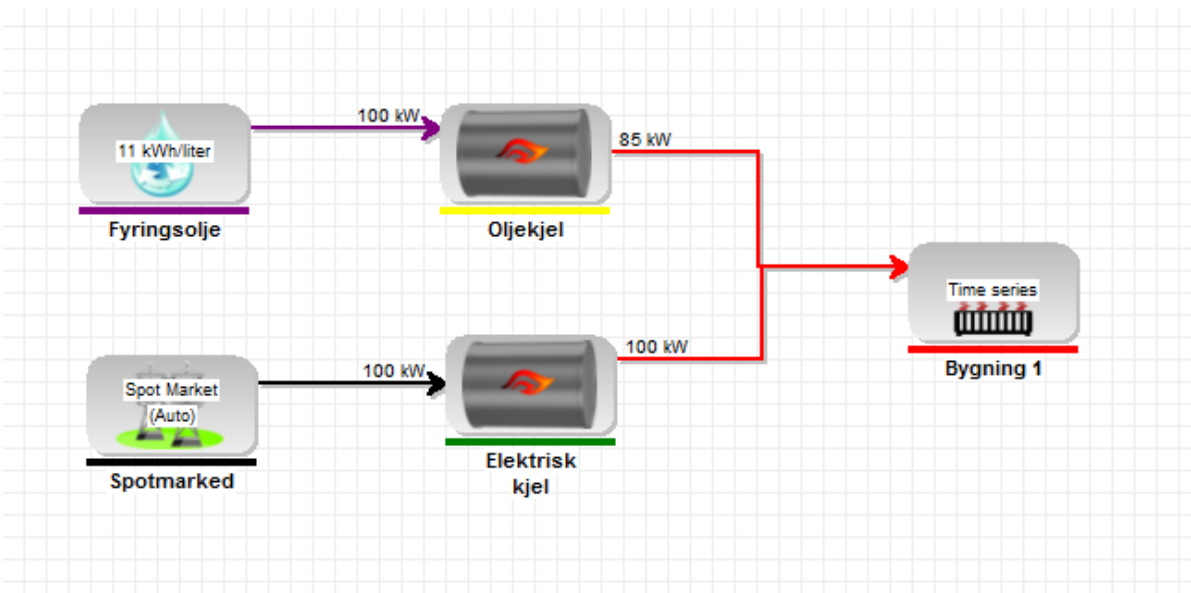 100 kW
11 kWh/liter
85 kW
Fyringsolje
Oljekjel
Time series
100 kW
100 kW
Bygning 1
Spot Market
(Auto)
Spotmarked
Elektrisk
kjel